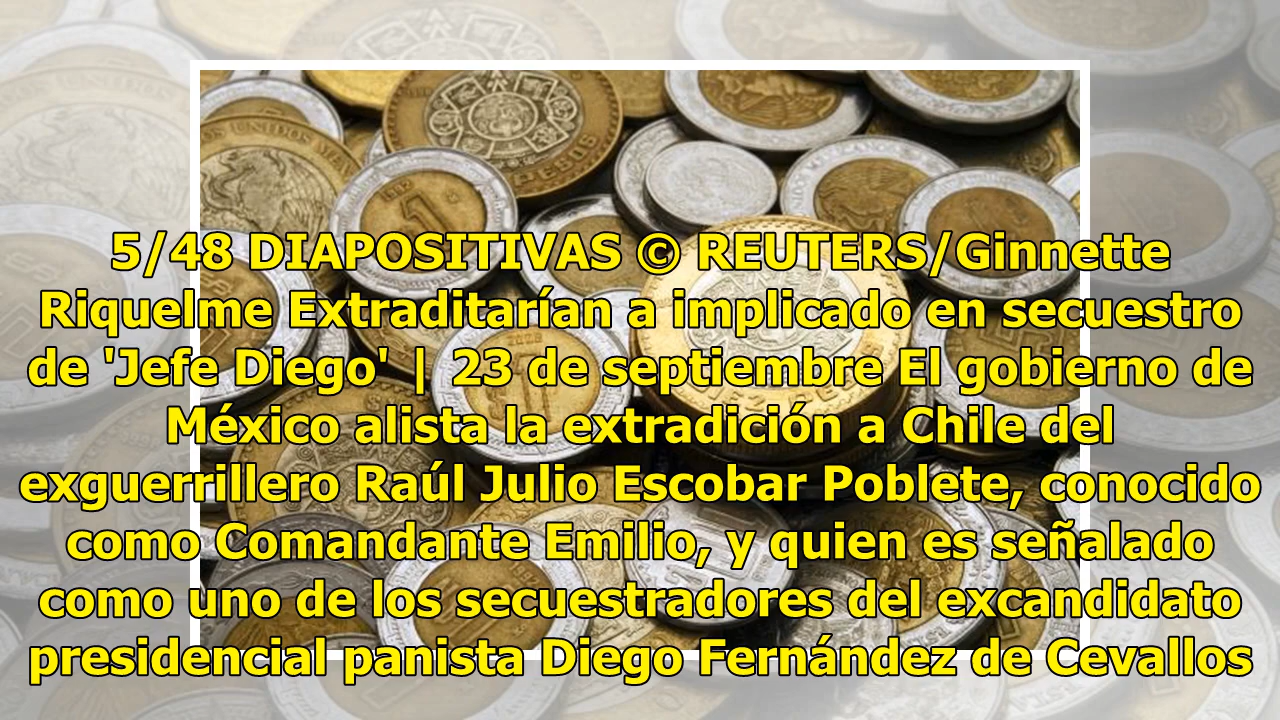 5/48 DIAPOSITIVAS © REUTERS/Ginnette
Riquelme Extraditarían a implicado en secuestro
de 'Jefe Diego' | 23 de septiembre El gobierno de
México alista la extradición a Chile del
exguerrillero Raúl Julio Escobar Poblete, conocido
como Comandante Emilio, y quien es señalado
como uno de los secuestradores del excandidato
presidencial panista Diego Fernández de Cevallos